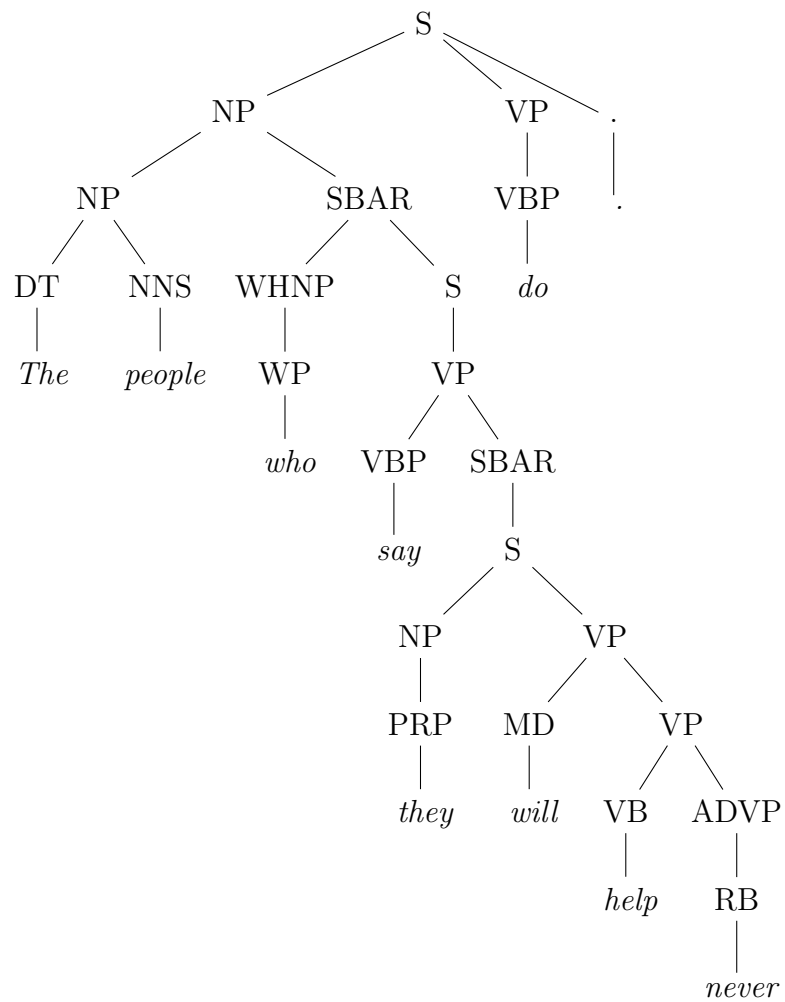 S
NP VP .
NP SBAR VBP .
DT NNS WHNP S do
The people WP VP
who VBP SBAR
say S
NP VP
PRP MD VP
they will VB ADVP
help RB
never